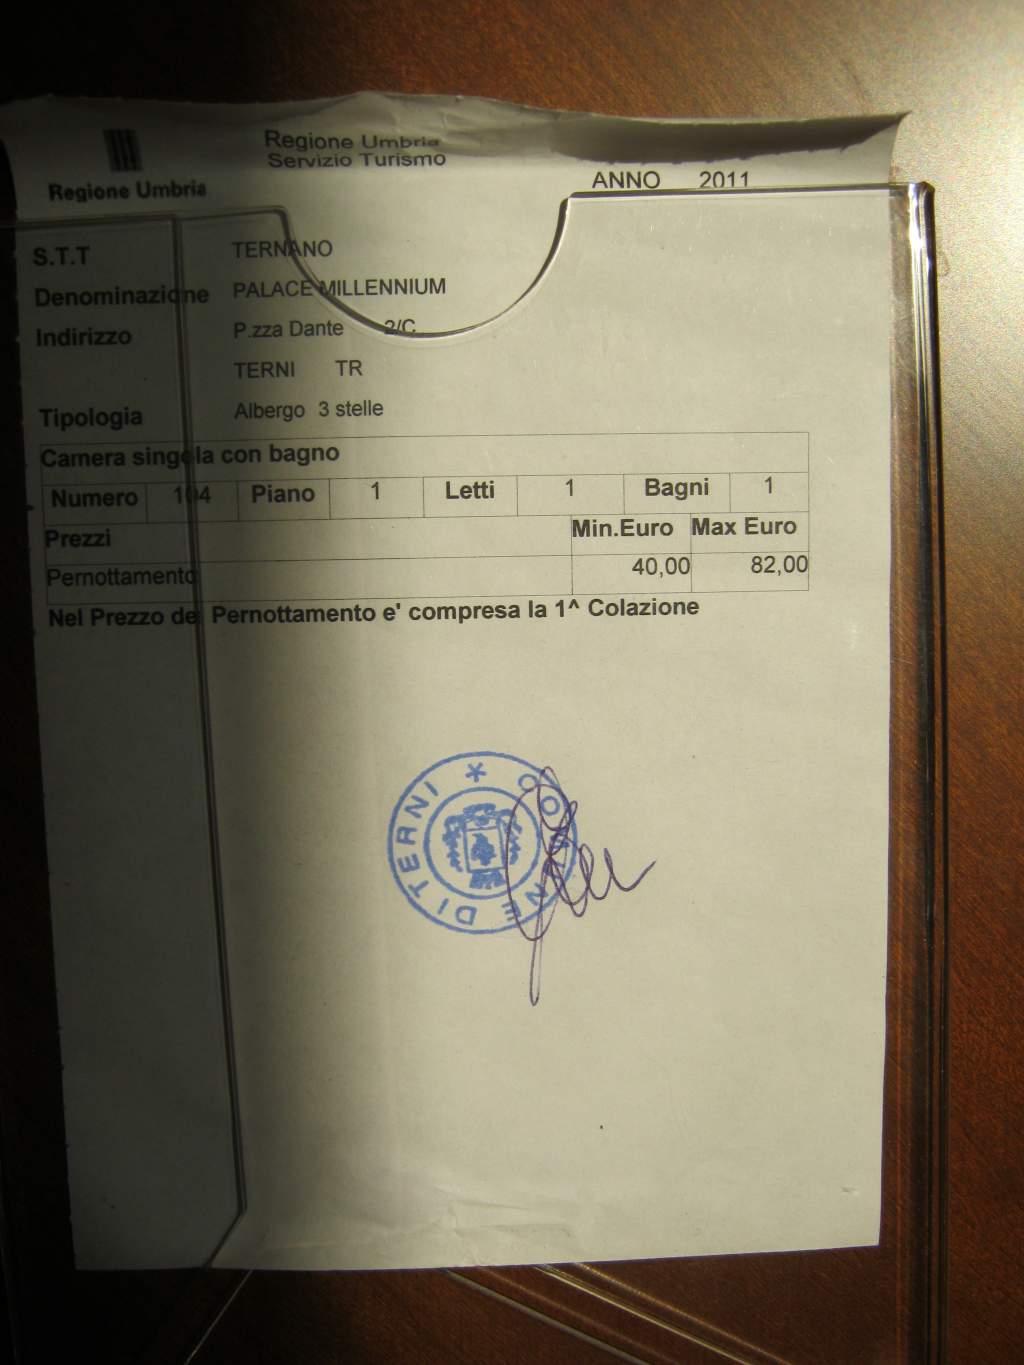 Regione Umbria
Servizio Turismo
Regione Umbria
ANNO 2011
S.T.T TERNANO
Denominazione PALACE MILLENNIUM
Indirizzo P.zza Dante 2/C
TERNI TR
Tipologia Albergo 3 stelle
Camera singola con bagno
Numero 104 Piano 1 Letti 1 Bagni 1
Prezzi Min.Euro Max Euro
Pernottamento 40,00 82,00
Nel Prezzo del Pernottamento e' compresa la 1^ Colazione
COMUNE DI TERNI *